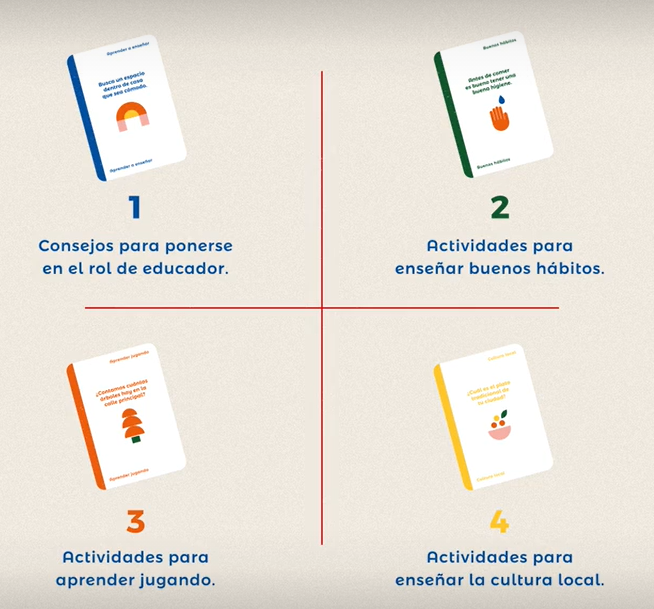 Aprender a enseñar
Busca un espacio
dentro de casa
que sea cómodo.
Aprender a enseñar
1
Consejos para ponerse
en el rol de educador.
Buenos hábitos
Antes de comer
es bueno tener una
buena higiene.
Buenos hábitos
2
Actividades para
enseñar buenos hábitos.
Aprender jugando
¿Contamos cuántos
árboles hay en la
calle principal?
Aprender jugando
3
Actividades para
aprender jugando.
Cultura local
¿Cuál es el plato
tradicional de
tu ciudad?
Cultura local
4
Actividades para
enseñar la cultura local.